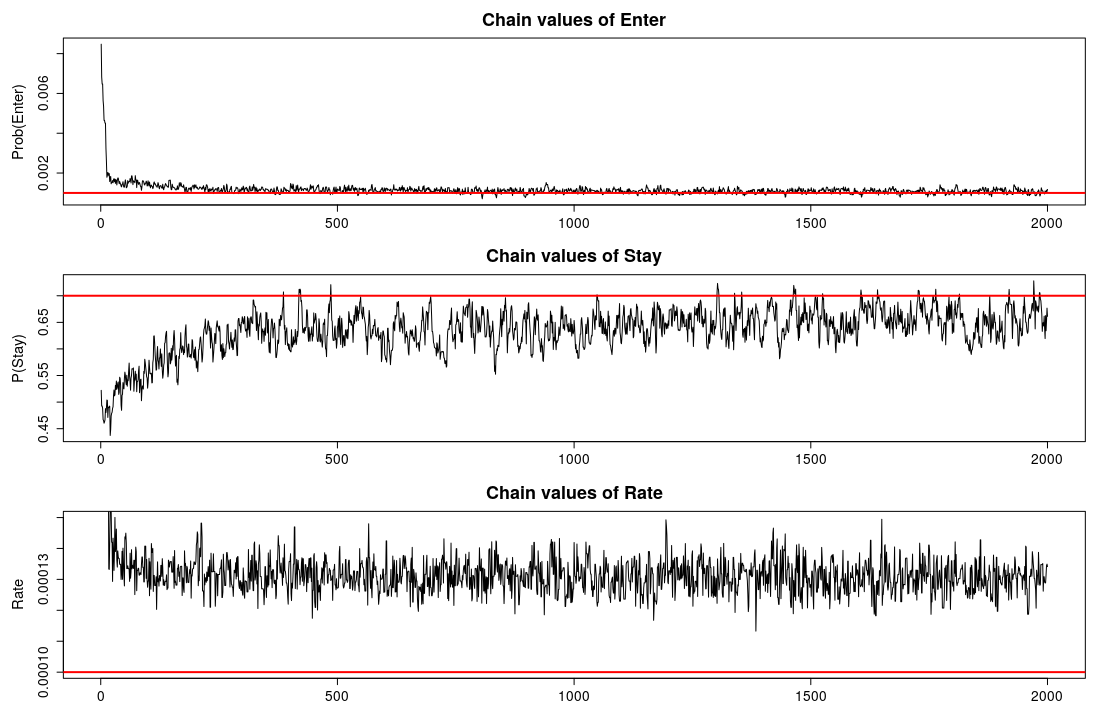 Chain values of Enter
Prob(Enter)
0.006
0.002
0 500 1000 1500 2000
Chain values of Stay
P(Stay)
0.65
0.55
0.45
0 500 1000 1500 2000
Chain values of Rate
Rate
0.00013
0.00010
0 500 1000 1500 2000